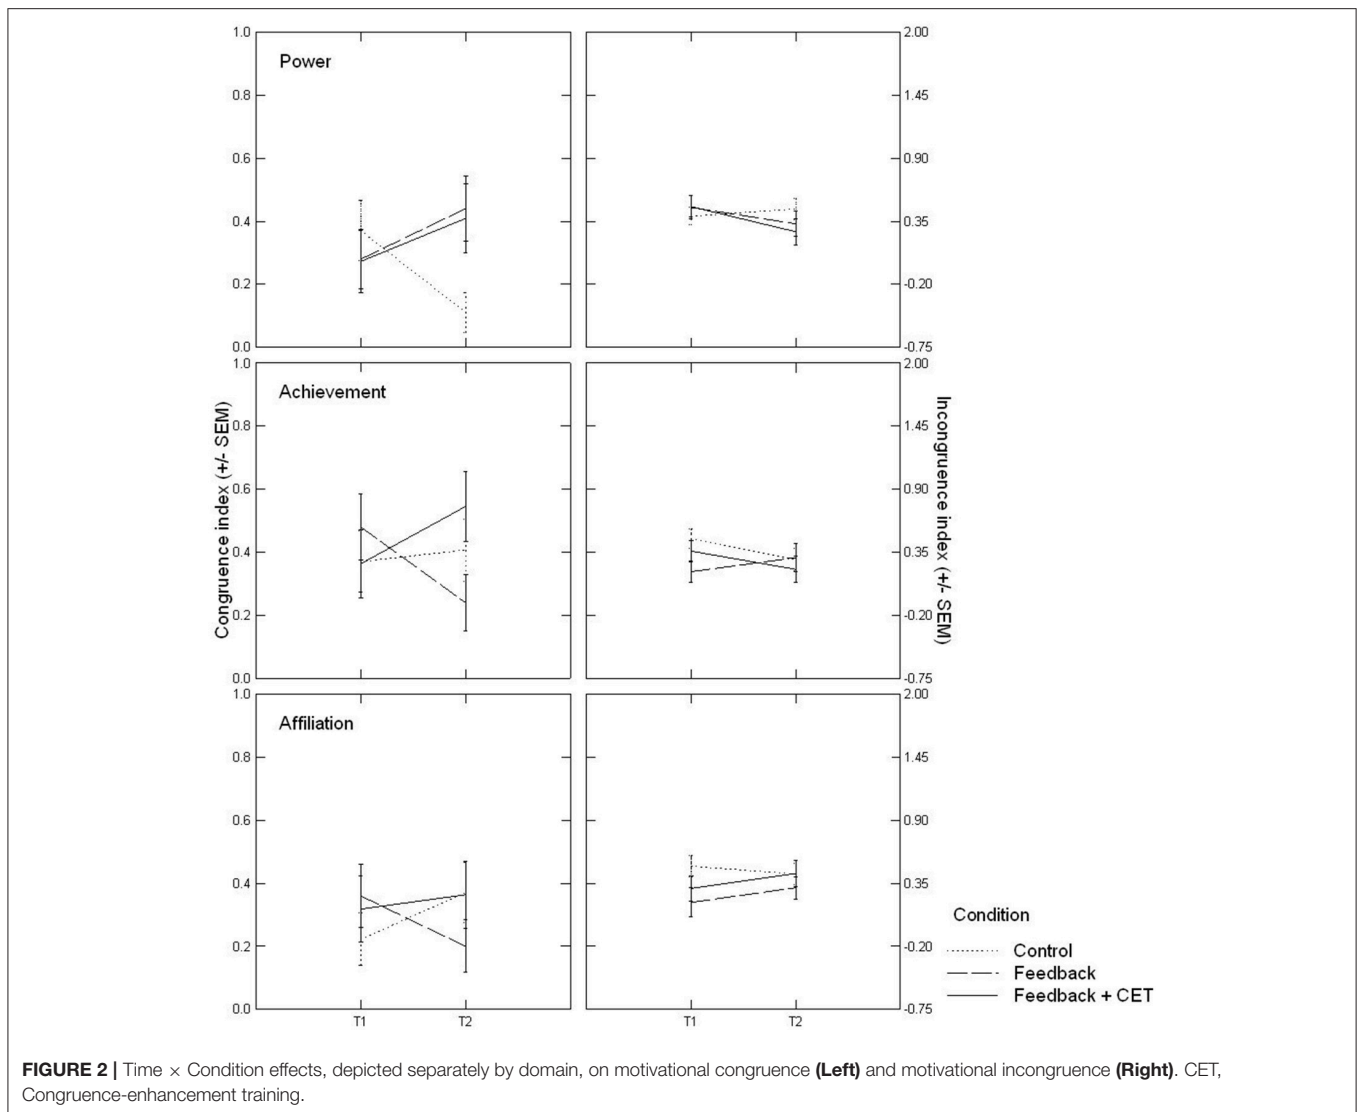 Power
1.0
0.8
0.6
0.4
0.2
0.0
2.00
1.45
0.90
0.35
-0.20
-0.75
Achievement
Congruence index (+/- SEM)
1.0
0.8
0.6
0.4
0.2
0.0
2.00
1.45
0.90
0.35
-0.20
-0.75
Incongruence index (+/- SEM)
Affiliation
1.0
0.8
0.6
0.4
0.2
0.0
T1
T2
T1
T2
2.00
1.45
0.90
0.35
-0.20
-0.75
Condition
Control
Feedback
Feedback + CET
FIGURE 2 | Time × Condition effects, depicted separately by domain, on motivational congruence (Left) and motivational incongruence (Right). CET,
Congruence-enhancement training.